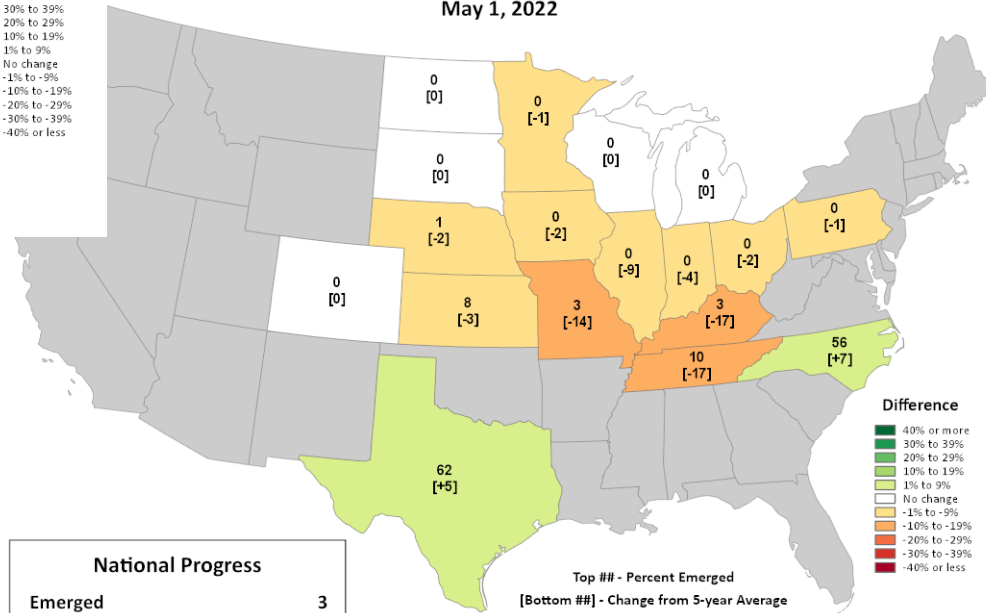 May 1, 2022
30% to 39%
20% to 29%
10% to 19%
1% to 9%
No change
-1% to -9%
-10% to -19%
-20% to -29%
-30% to -39%
-40% or less
0
[0]
0
[-1]
0
[0]
0
[0]
0
[0]
1
[-2]
0
[-2]
0
[-9]
0
[-4]
0
[-2]
0
[-1]
0
[0]
8
[-3]
3
[-14]
3
[-17]
10
[-17]
56
[+7]
62
[+5]
Difference
40% or more
30% to 39%
20% to 29%
10% to 19%
1% to 9%
No change
-1% to -9%
-10% to -19%
-20% to -29%
-30% to -39%
-40% or less
National Progress
Emerged 3
Top ## - Percent Emerged
[Bottom ##] - Change from 5-year Average